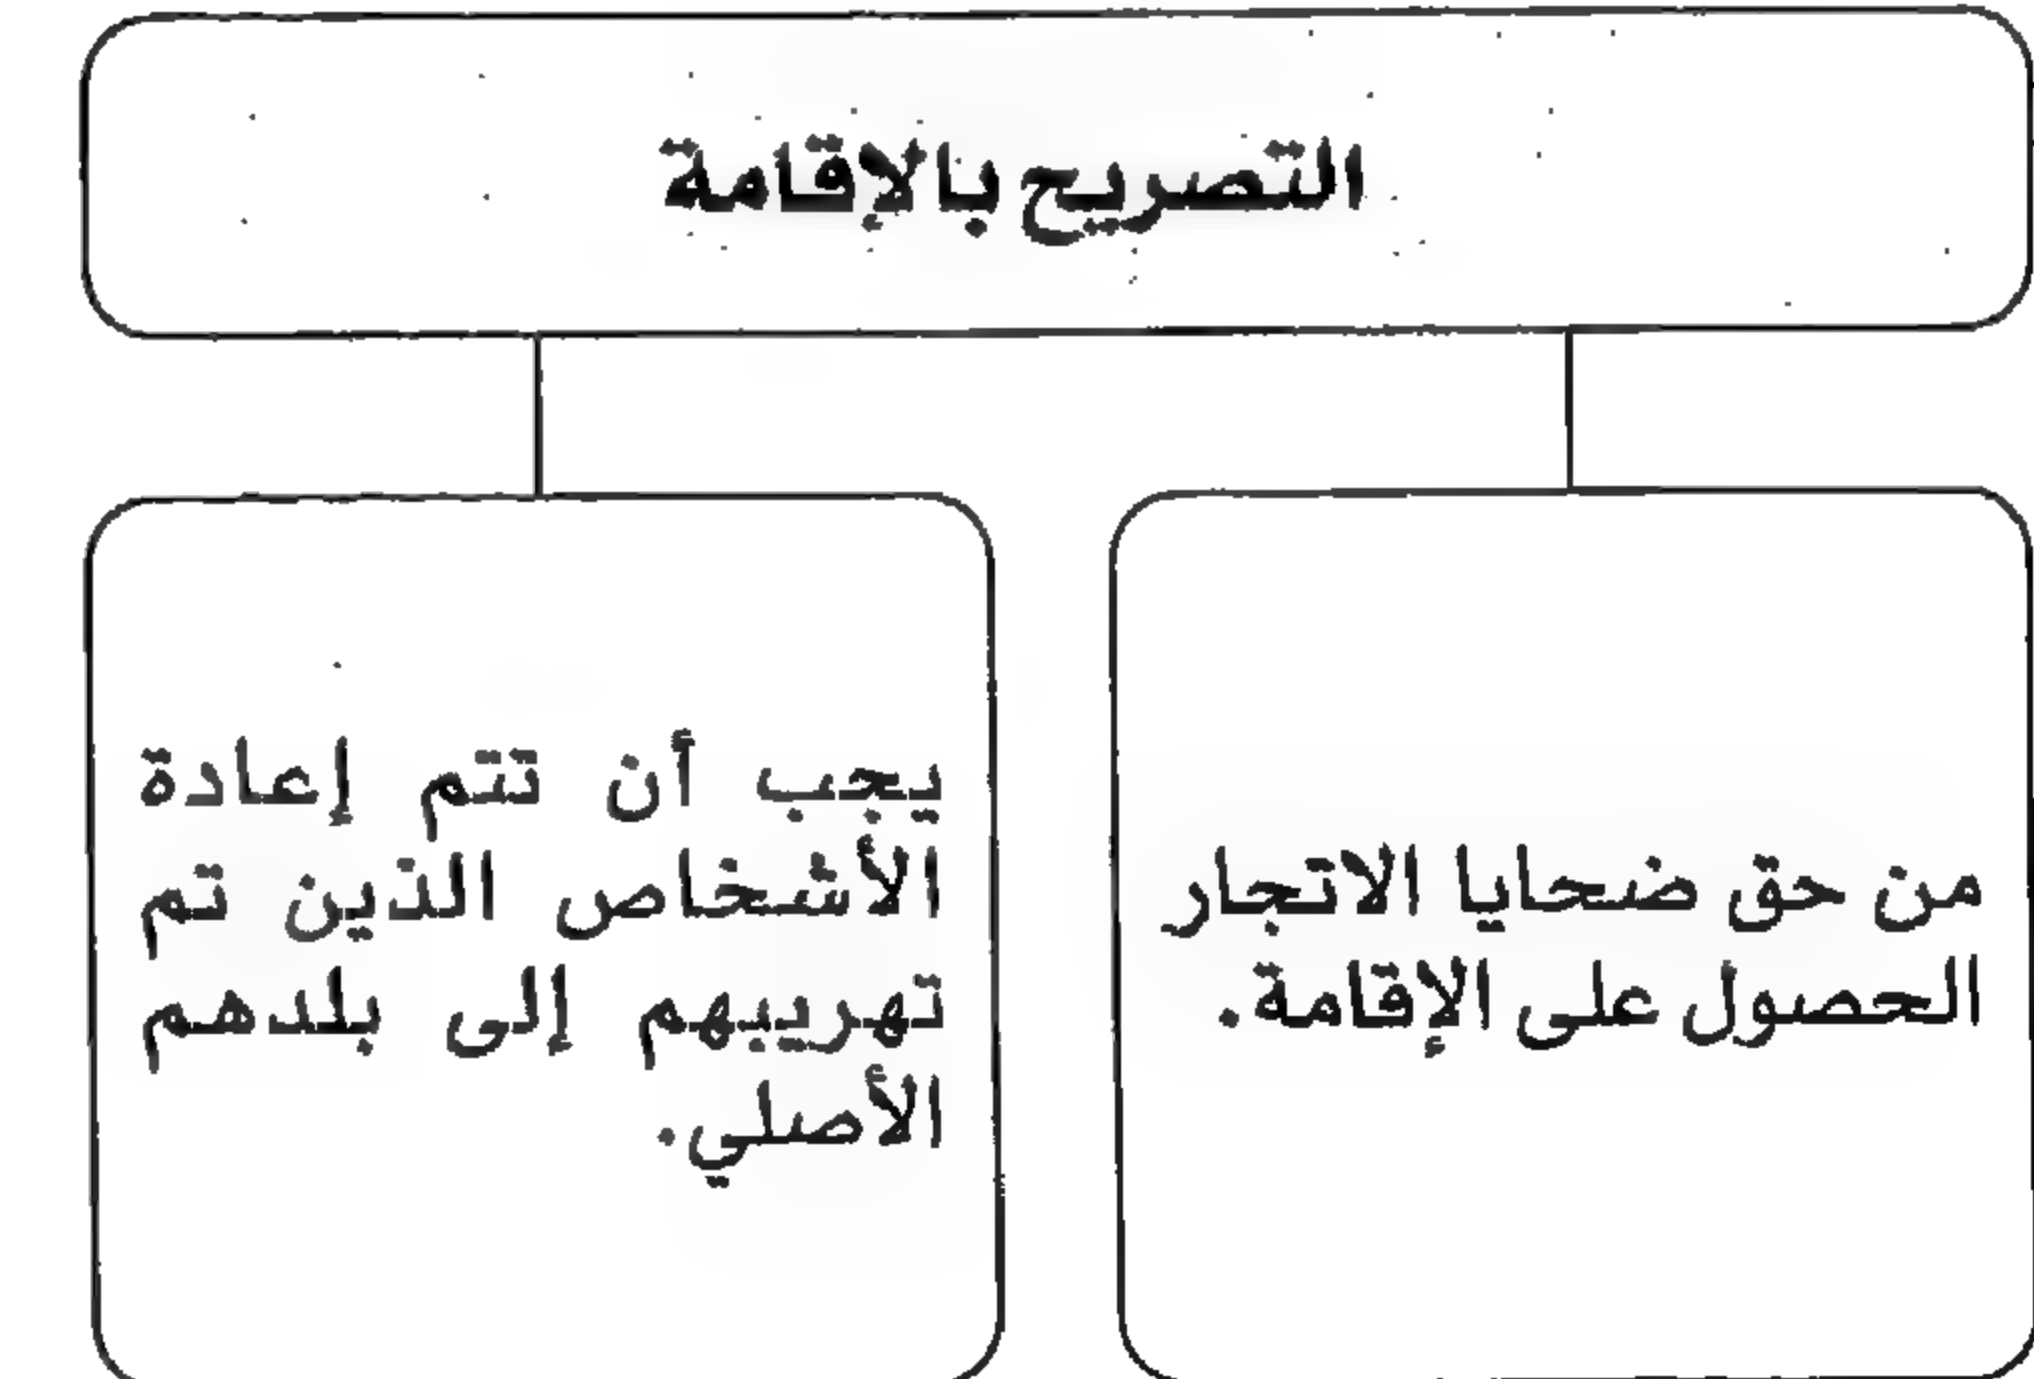 التصريح بالإقامة
من حق ضحايا الاتجار
الحصول على الإقامة.
يجب أن تتم إعادة
الأشخاص الذين تم
تهريبهم إلى بلدهم
الأصلي.